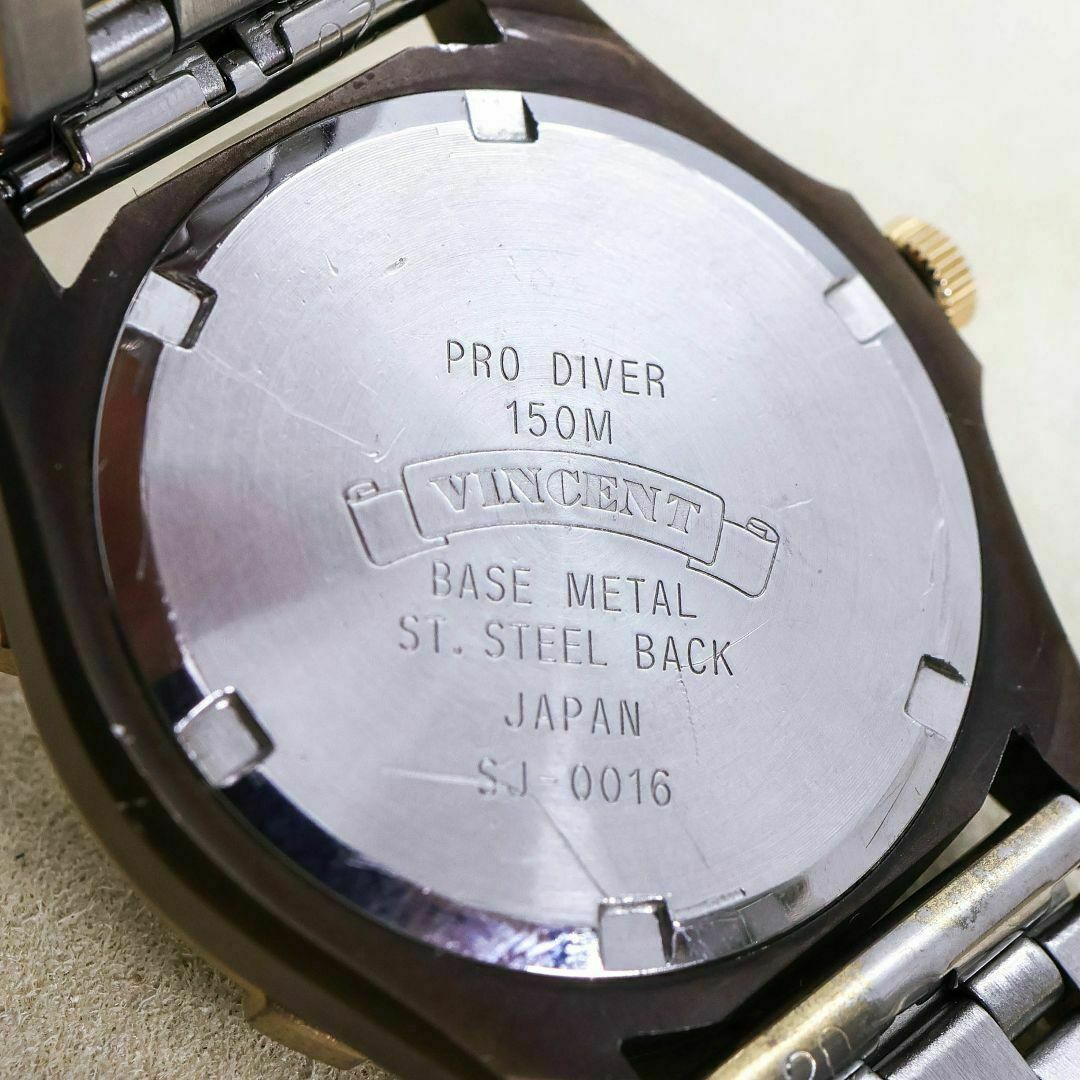 PRO DIVER
150M
VINCENT
BASE METAL
ST. STEEL BACK
JAPAN
SJ-0016